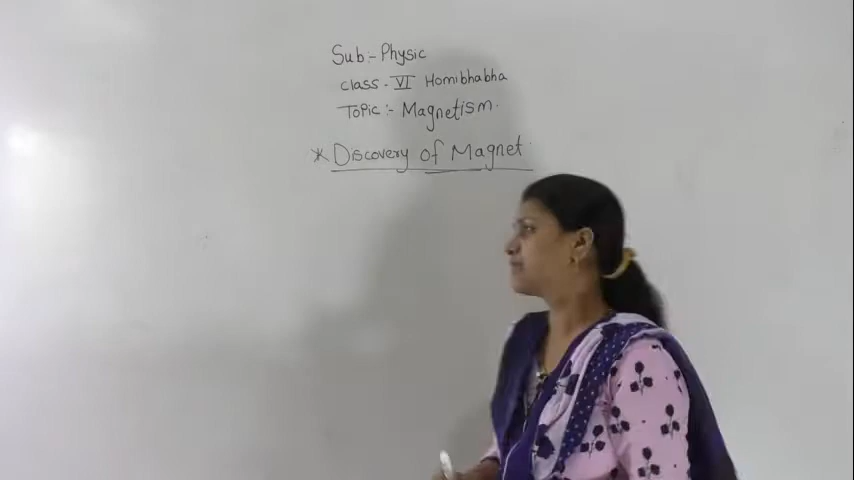 Sub:- Physic
class - VI Homibhabha
Topic :- Magnetism.
* Discovery of Magnet